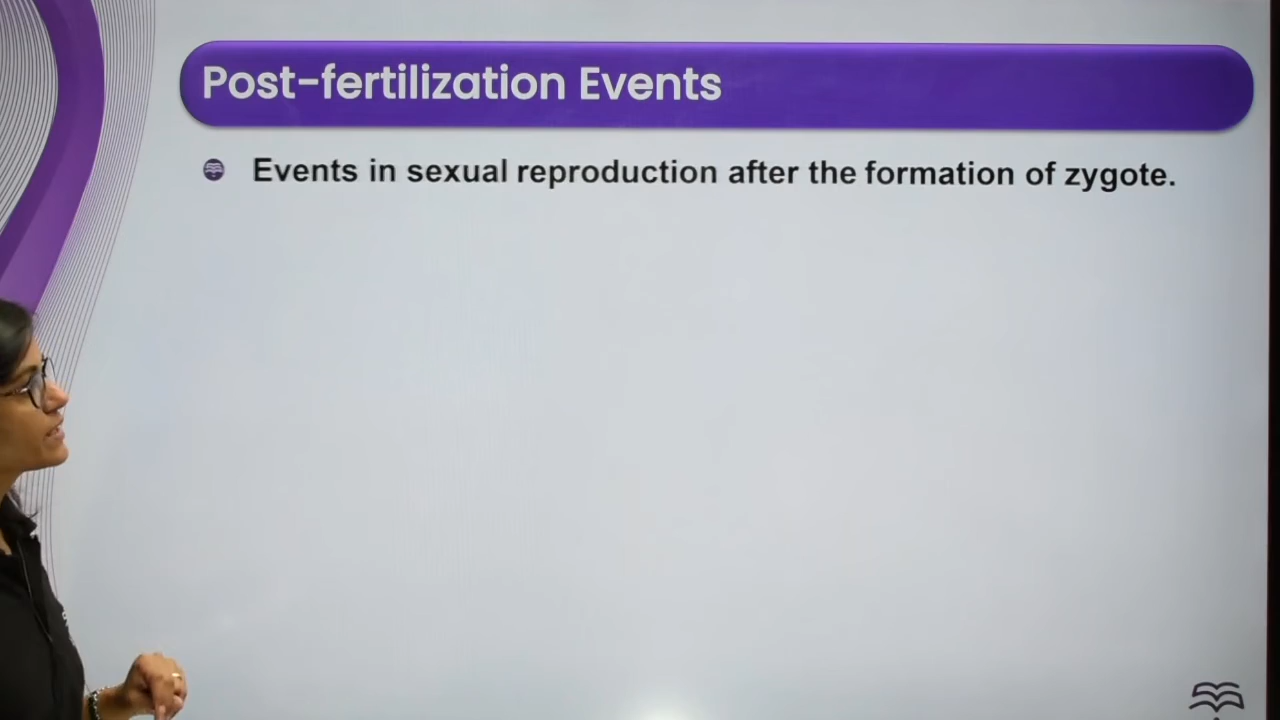 Post-fertilization Events
Events in sexual reproduction after the formation of zygote.